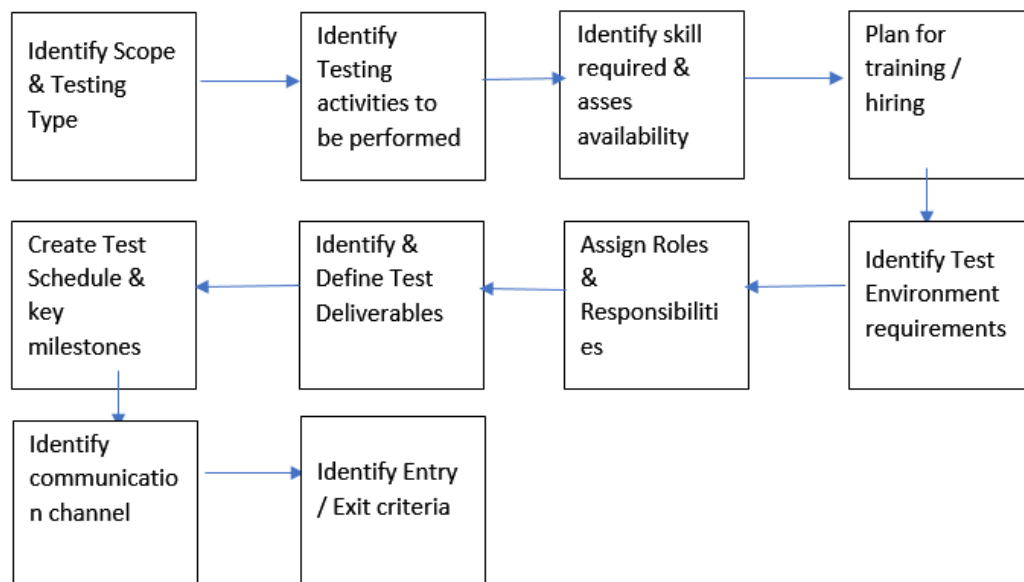 Identify Scope
& Testing
Type
Identify
Testing
activities to
be performed
Identify skill
required &
asses
availability
Plan for
training /
hiring
Create Test
Schedule &
key
milestones
Identify &
Define Test
Deliverables
Assign Roles
&
Responsibiliti
es
Identify Test
Environment
requirements
Identify
communicatio
n channel
Identify Entry
/ Exit criteria